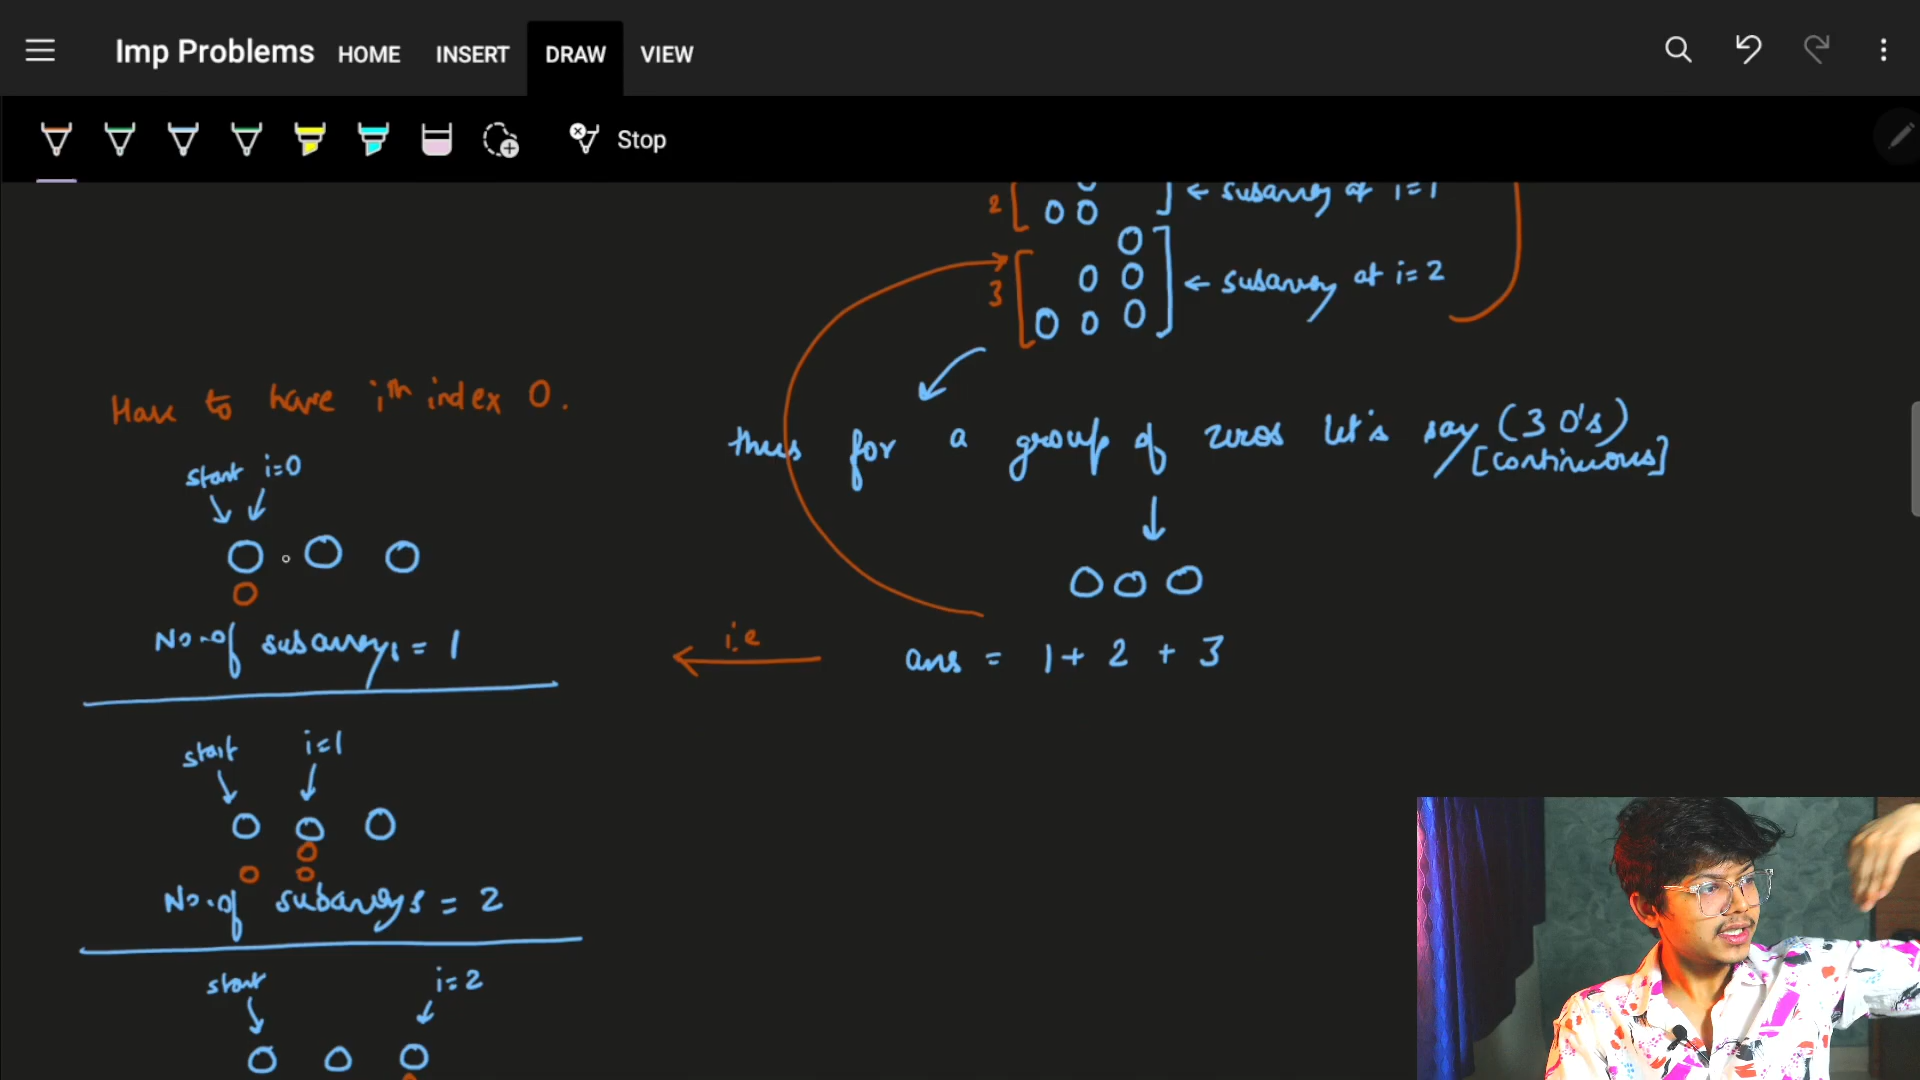 Imp Problems HOME INSERT DRAW VIEW
Stop
2 [ 0 0 ] ← subarray at i=1
0
3 [ 0 0 ] ← subarray at i=2
0 0 0
Have to have ith index 0.
thus for a group of zeros let's say (3 0's)
[continuous]
start i=0
0 0 0
0
0 0 0
No. of subarrays = 1
i.e
ans = 1+ 2 + 3
start i=1
0 0 0
0
0 0
No. of subarrays = 2
start i=2
0 0 0